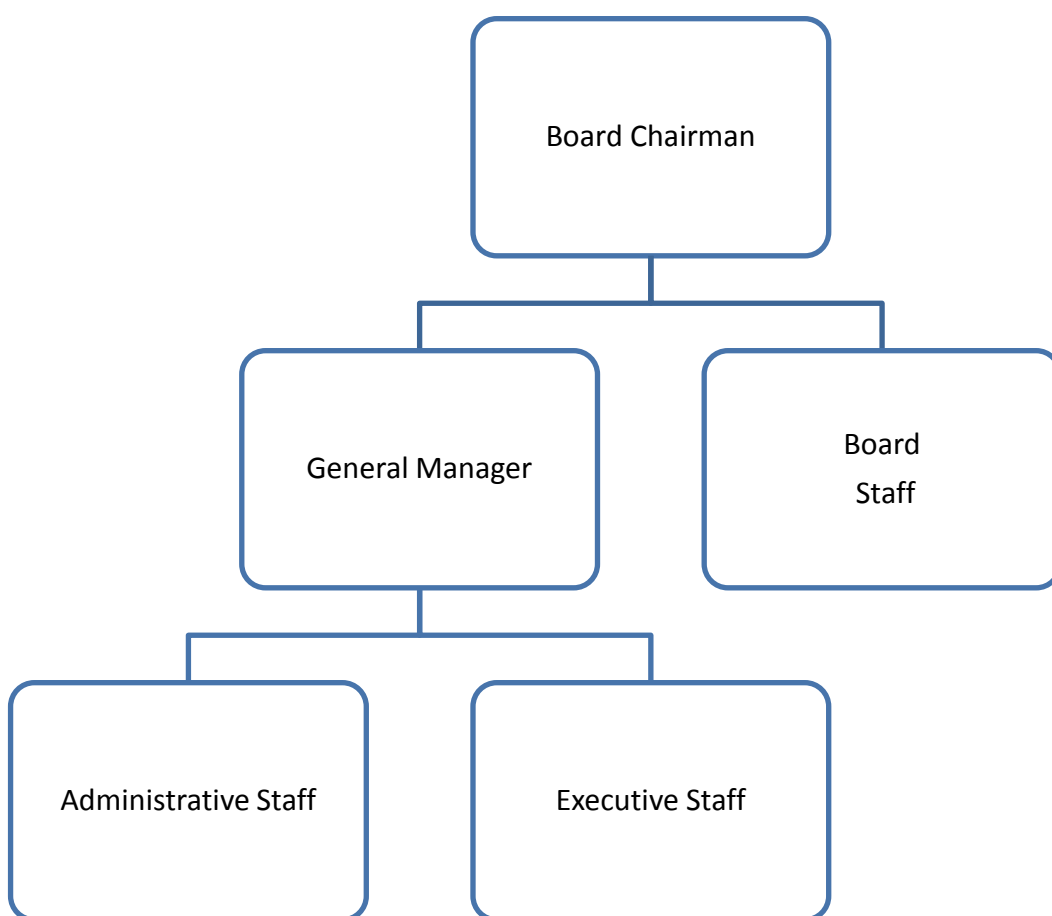 Board Chairman
General Manager
Board
Staff
Administrative Staff
Executive Staff